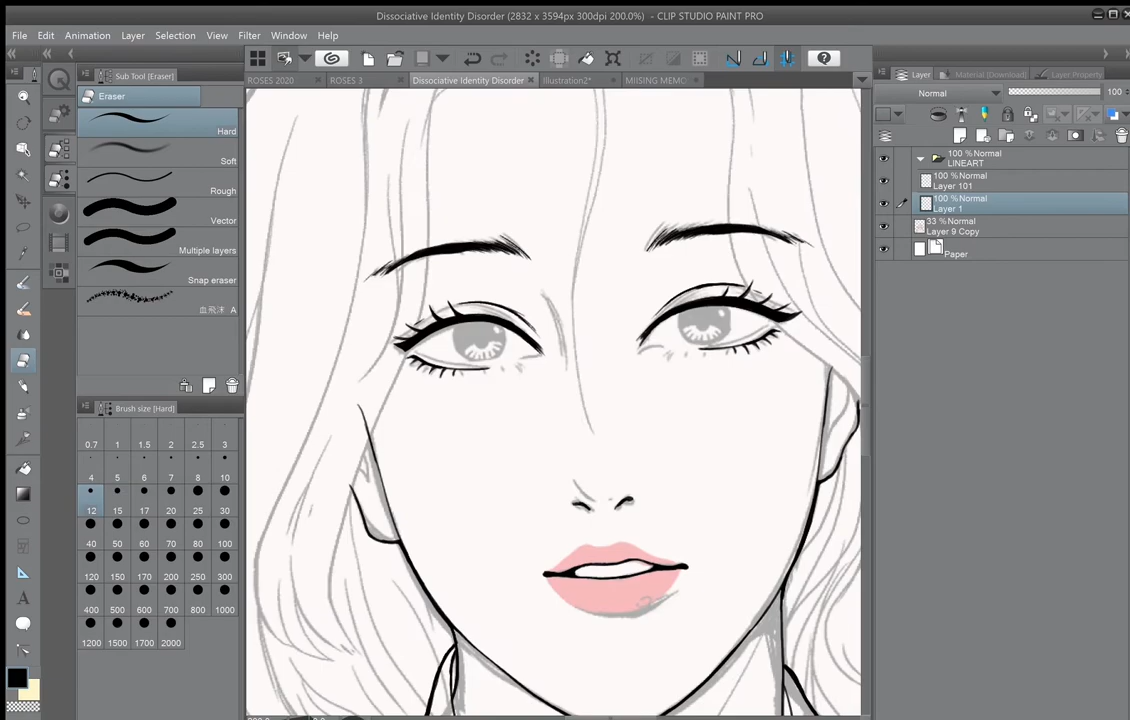 Dissociative Identity Disorder (2832 x 3594px 300dpi 200.0%) - CLIP STUDIO PAINT PRO
File Edit Animation Layer Selection View Filter Window Help
Sub Tool [Eraser]
ROSES 2020 ROSES 3 Dissociative Identity Disorder Illustration2* MIISING MEMC
Layer Material [Download] Layer Property
Eraser
Normal 100
Hard
Soft
Rough
Vector
Multiple layers
Snap eraser
血飛沫 A
100 % Normal
LINEART
100 % Normal
Layer 101
100 % Normal
Layer 1
33 % Normal
Layer 9 Copy
Paper
Brush size [Hard]
0.7 1 1.5 2 2.5 3
4 5 6 7 8 10
12 15 17 20 25 30
40 50 60 70 80 100
120 150 170 200 250 300
400 500 600 700 800 1000
1200 1500 1700 2000